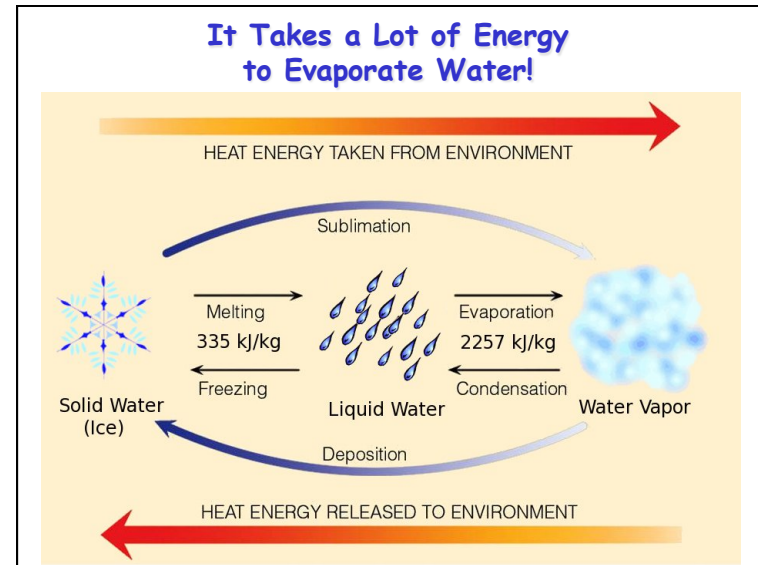 It Takes a Lot of Energy
to Evaporate Water!
HEAT ENERGY TAKEN FROM ENVIRONMENT
Sublimation
Melting
335 kJ/kg
Freezing
Evaporation
2257 kJ/kg
Condensation
Solid Water
(Ice)
Liquid Water
Water Vapor
Deposition
HEAT ENERGY RELEASED TO ENVIRONMENT